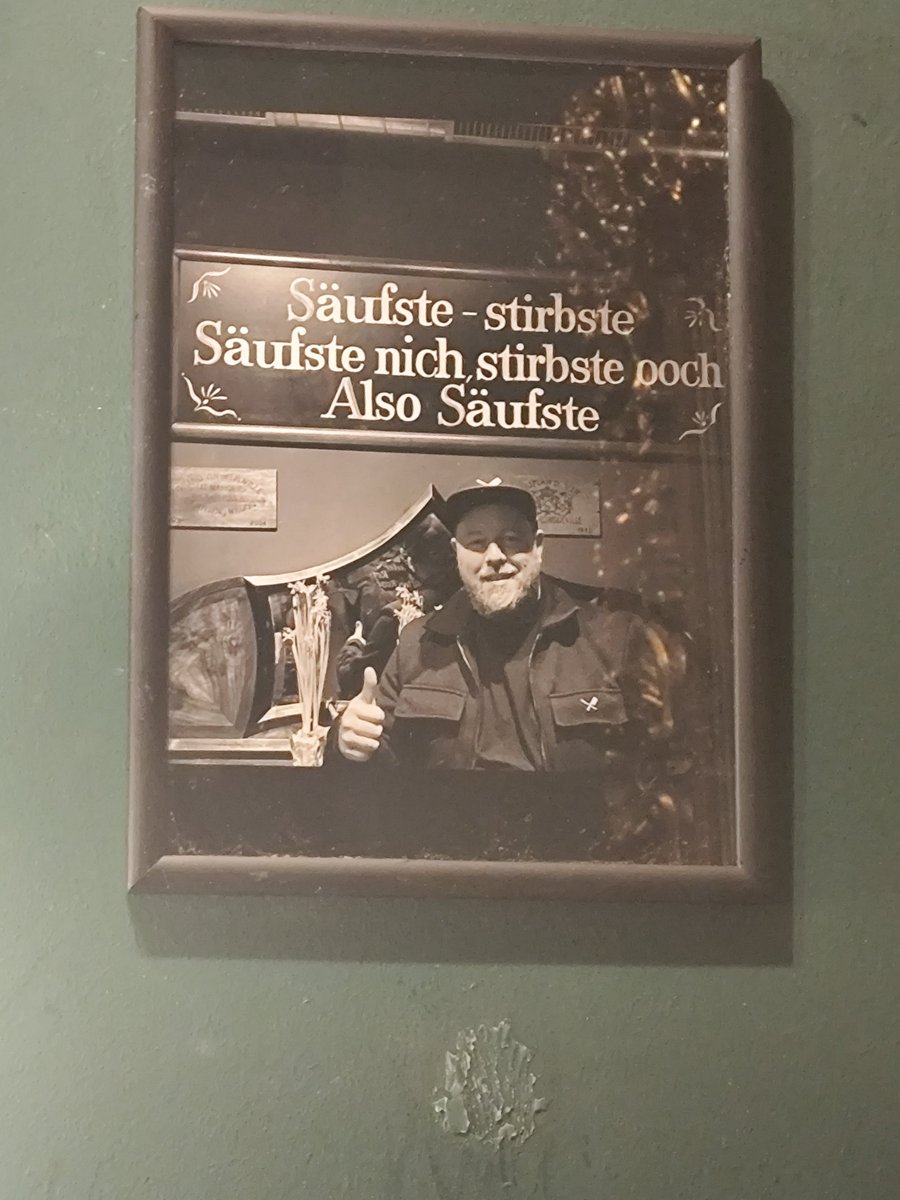 Säufste - stirbste
Säufste nich, stirbste ooch
Also Säufste